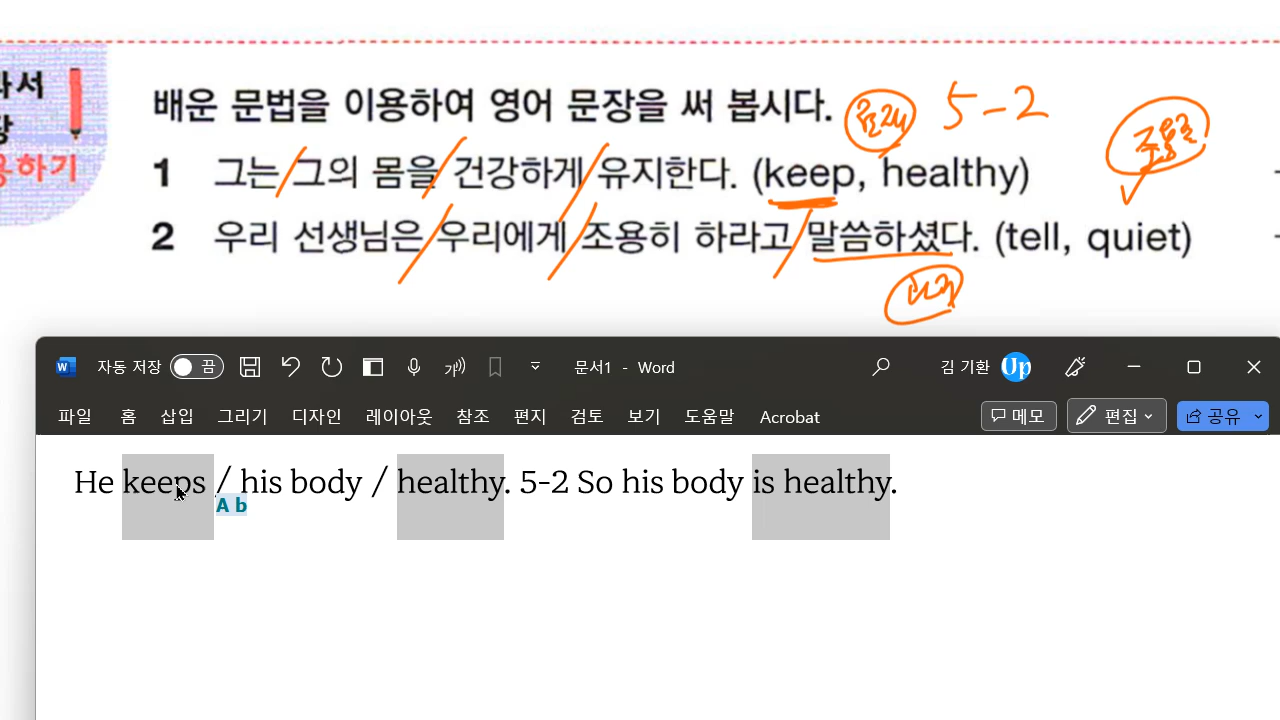 과서
배운 문법을 이용하여 영어 문장을 써 봅시다.
5-2
1 그는 그의 몸을 건강하게 유지한다. (keep, healthy)
하기
2 우리 선생님은 우리에게 조용히 하라고 말씀하셨다. (tell, quiet)
자동 저장 끔 가 문서1 - Word 김 기환 Up
파일 홈 삽입 그리기 디자인 레이아웃 참조 편지 검토 보기 도움말 Acrobat 메모 편집 공유
He keeps / his body / healthy. 5-2 So his body is healthy.
A b